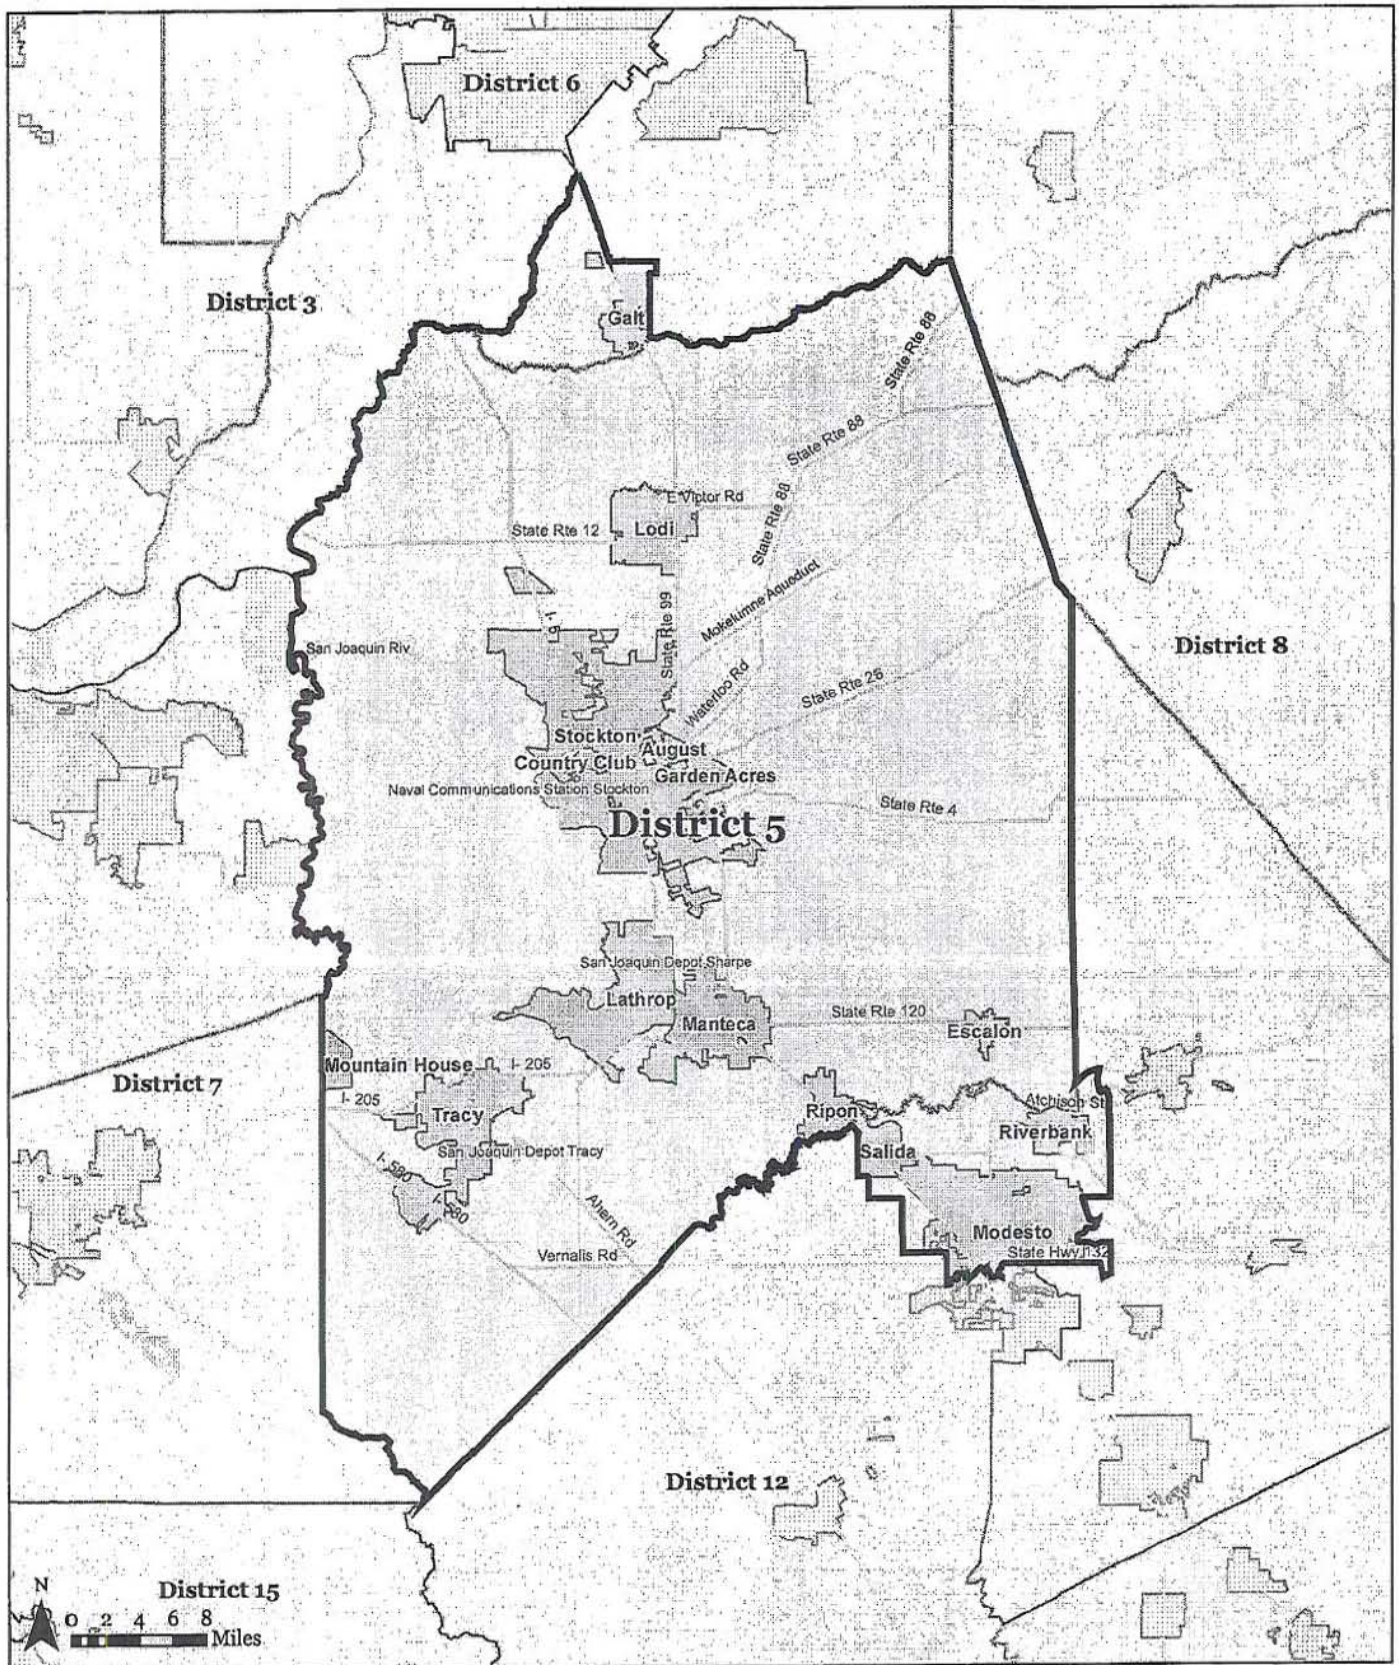 District 6
District 3
Galt
State Rte 88
State Rte 88
E Victor Rd
Lodi
State Rte 12
State Rte 88
Mokelumne Aqueduct
State Rte 99
I-5
San Joaquin Riv
District 8
Waterloo Rd
State Rte 26
Stockton
August
Country Club
Garden Acres
Naval Communications Station Stockton
State Rte 4
District 5
San Joaquin Depot Sharpe
Lathrop
Manteca
State Rte 120
Escalon
Mountain House
I- 205
District 7
I- 205
Tracy
Ripon
Atchison St
Riverbank
San Joaquin Depot Tracy
Salida
I- 580
I- 580
Ahern Rd
Modesto
Vernalis Rd
State Hwy 132
District 12
District 15
N
0 2 4 6 8
Miles